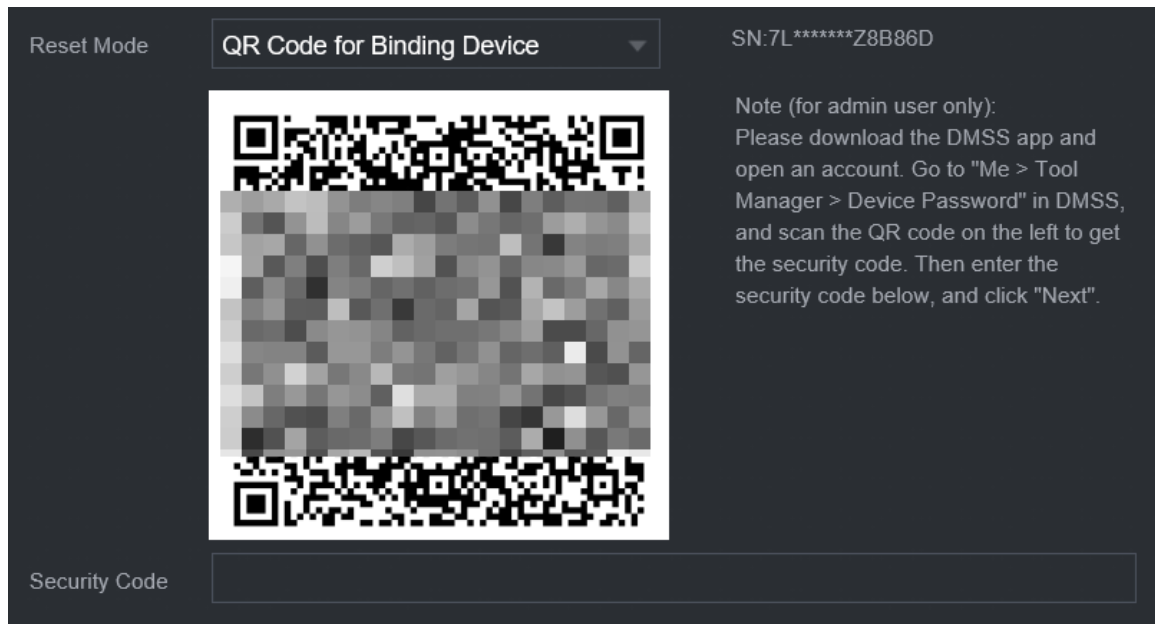 Reset Mode
QR Code for Binding Device
SN:7L*******Z8B86D
Note (for admin user only):
Please download the DMSS app and
open an account. Go to "Me > Tool
Manager > Device Password" in DMSS,
and scan the QR code on the left to get
the security code. Then enter the
security code below, and click "Next".
Security Code